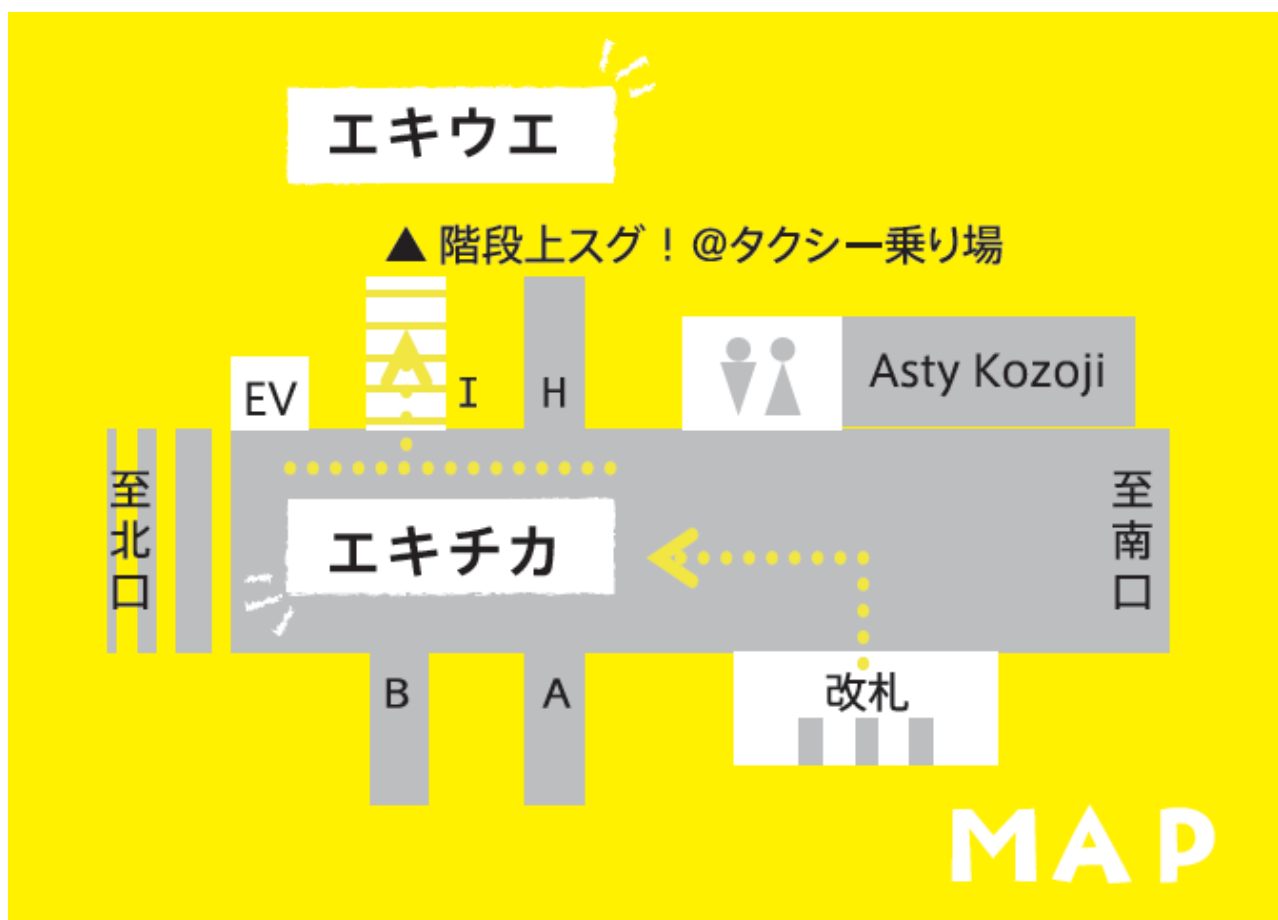 エキウエ
▲ 階段上スグ！@タクシー乗り場
EV
I
H
Asty Kozoji
至北口
エキチカ
至南口
B
A
改札
MAP